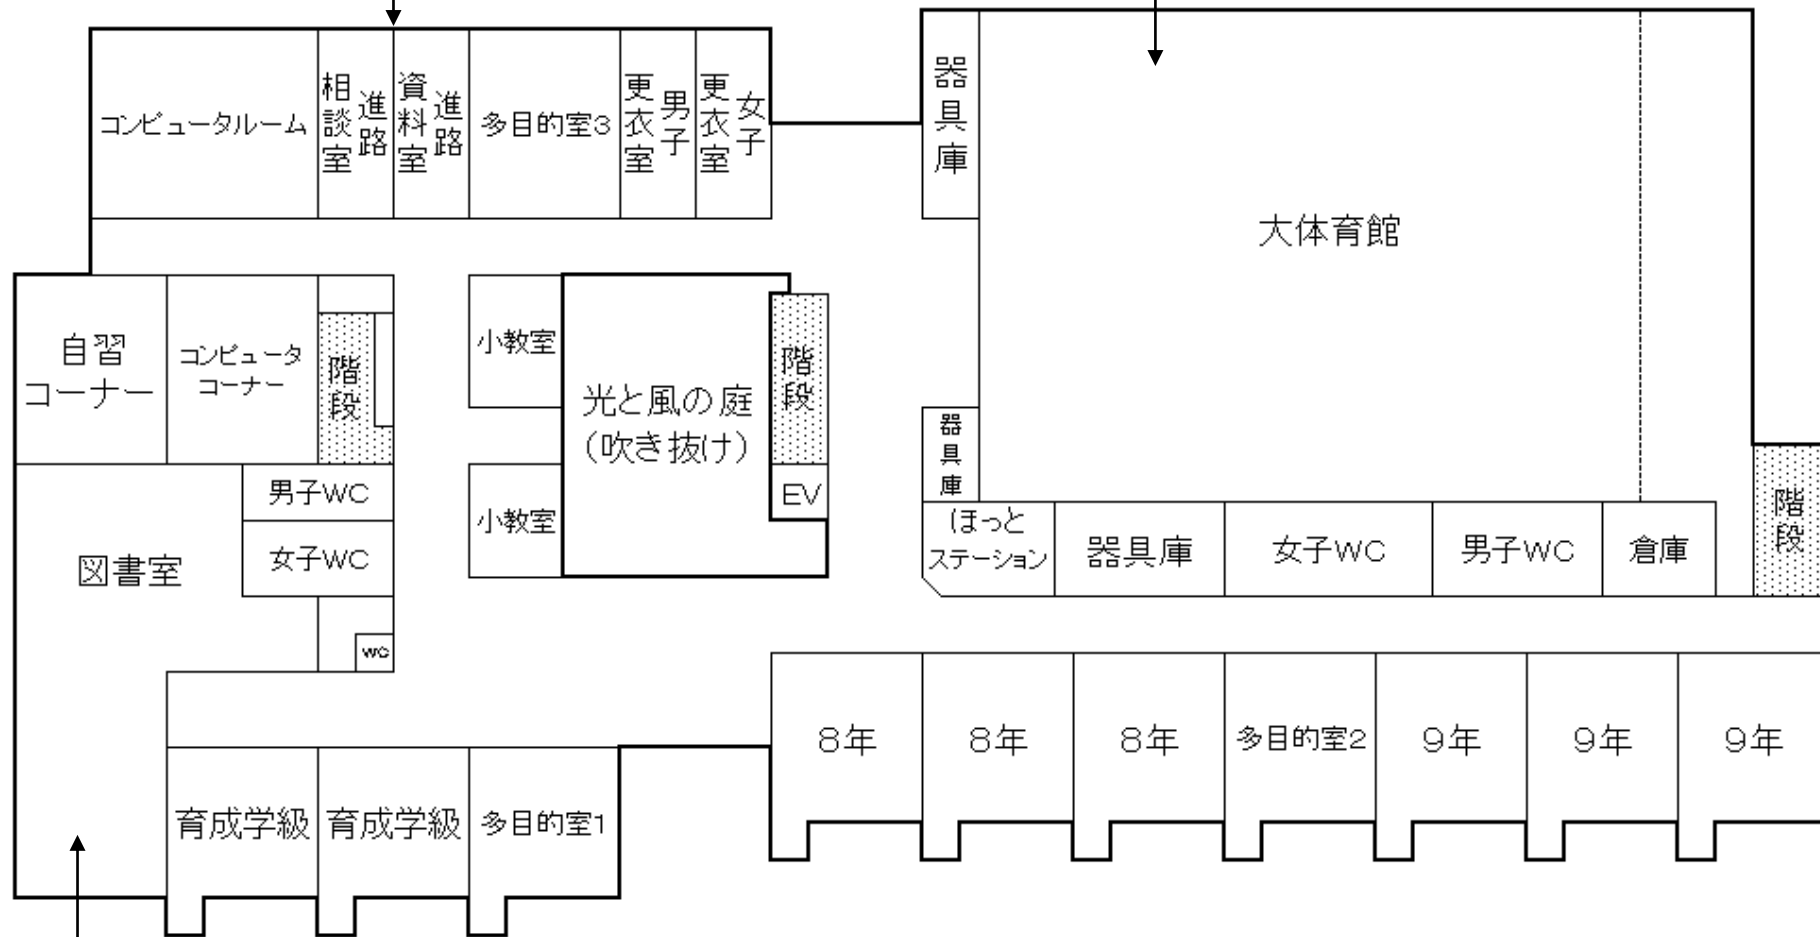 コンピュータルーム
進路
相談室
進路
資料室
多目的室3
男子
更衣室
女子
更衣室
器具庫
大体育館
自習
コーナー
コンピュータ
コーナー
階段
小教室
光と風の庭
（吹き抜け）
階段
器具庫
男子WC
小教室
EV
女子WC
図書室
ほっと
ステーション
器具庫
女子WC
男子WC
倉庫
階段
WC
8年
8年
8年
多目的室2
9年
9年
9年
育成学級
育成学級
多目的室1